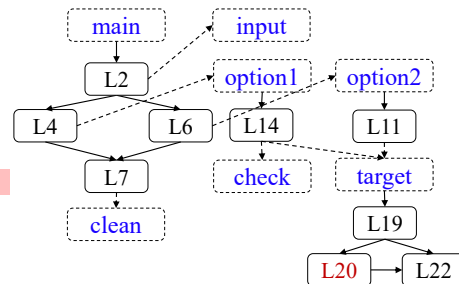 main input
L2 option1 option2
L4 L6 L14 L11
L7 check target
clean L19
L20 L22